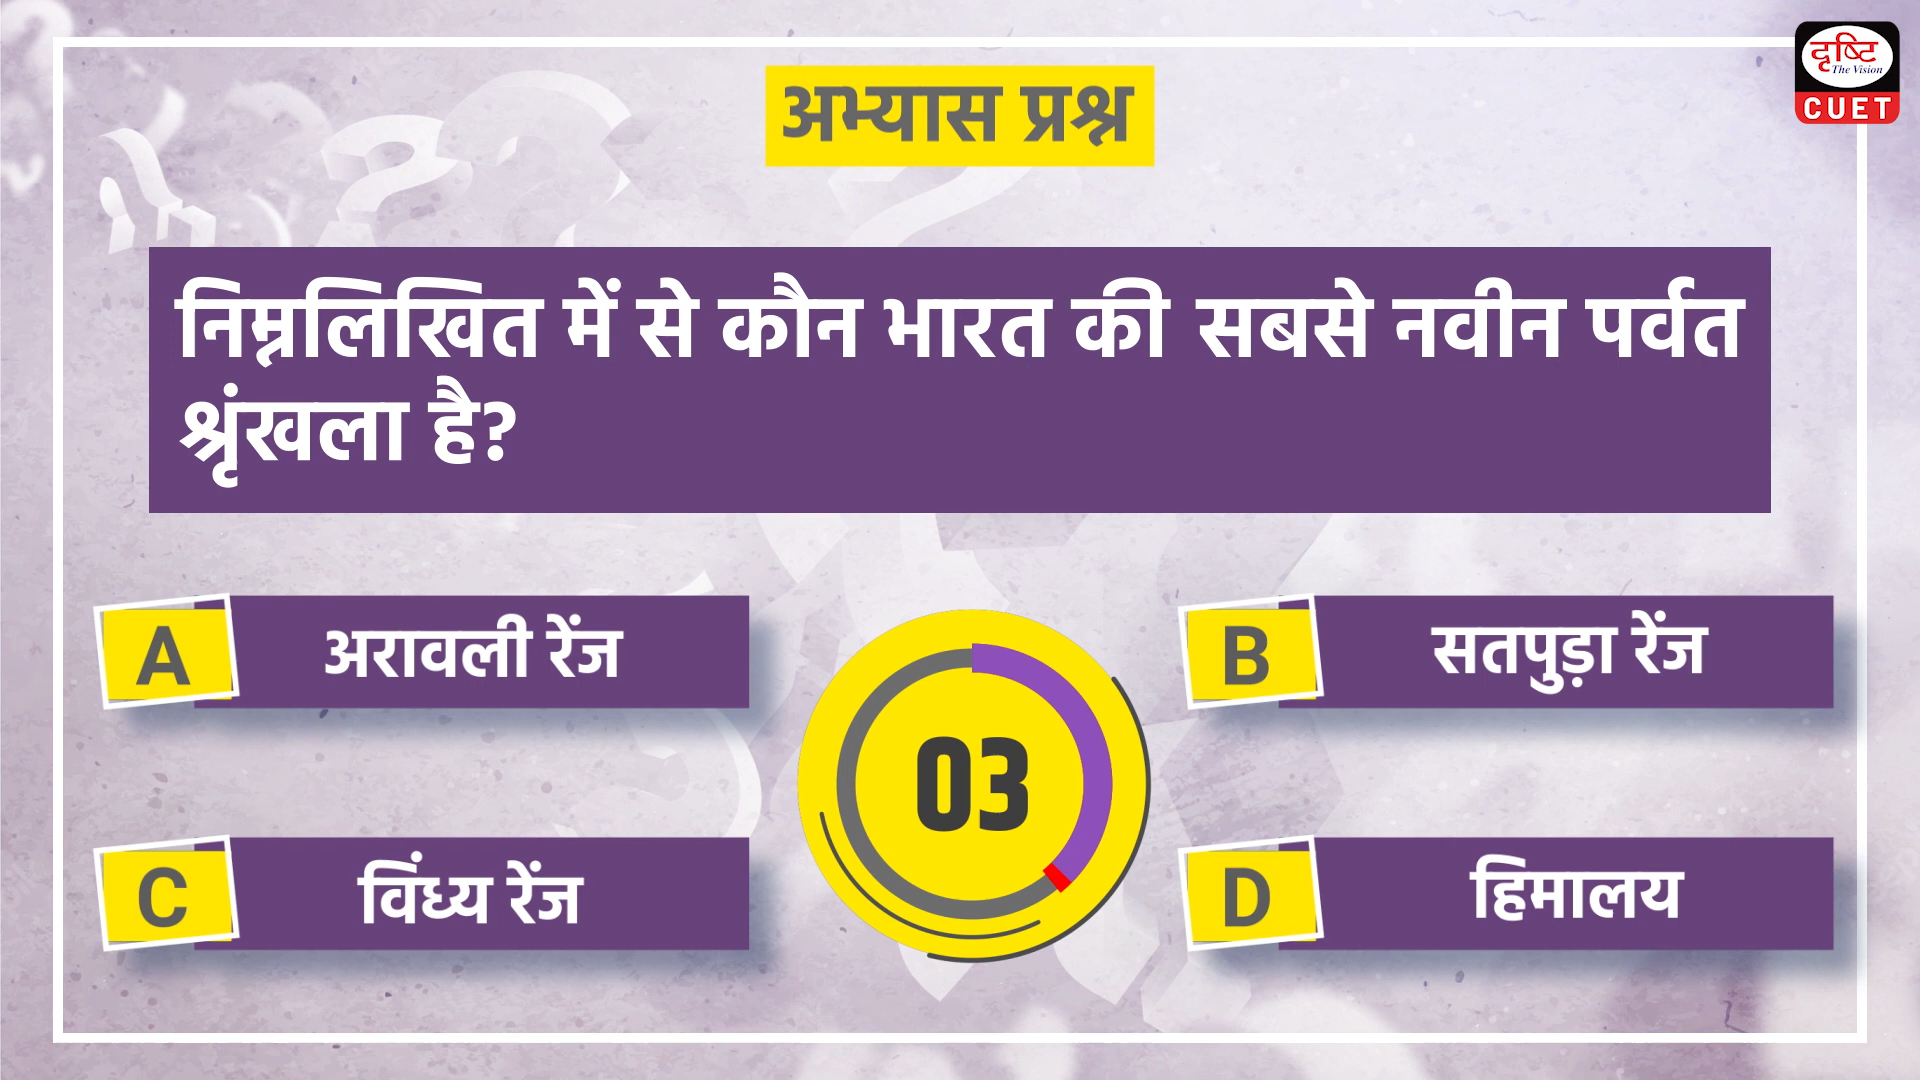 दृष्टि
The Vision
CUET
अभ्यास प्रश्न
निम्नलिखित में से कौन भारत की सबसे नवीन पर्वत
श्रृंखला है?
A अरावली रेंज
B सतपुड़ा रेंज
03
C विंध्य रेंज
D हिमालय